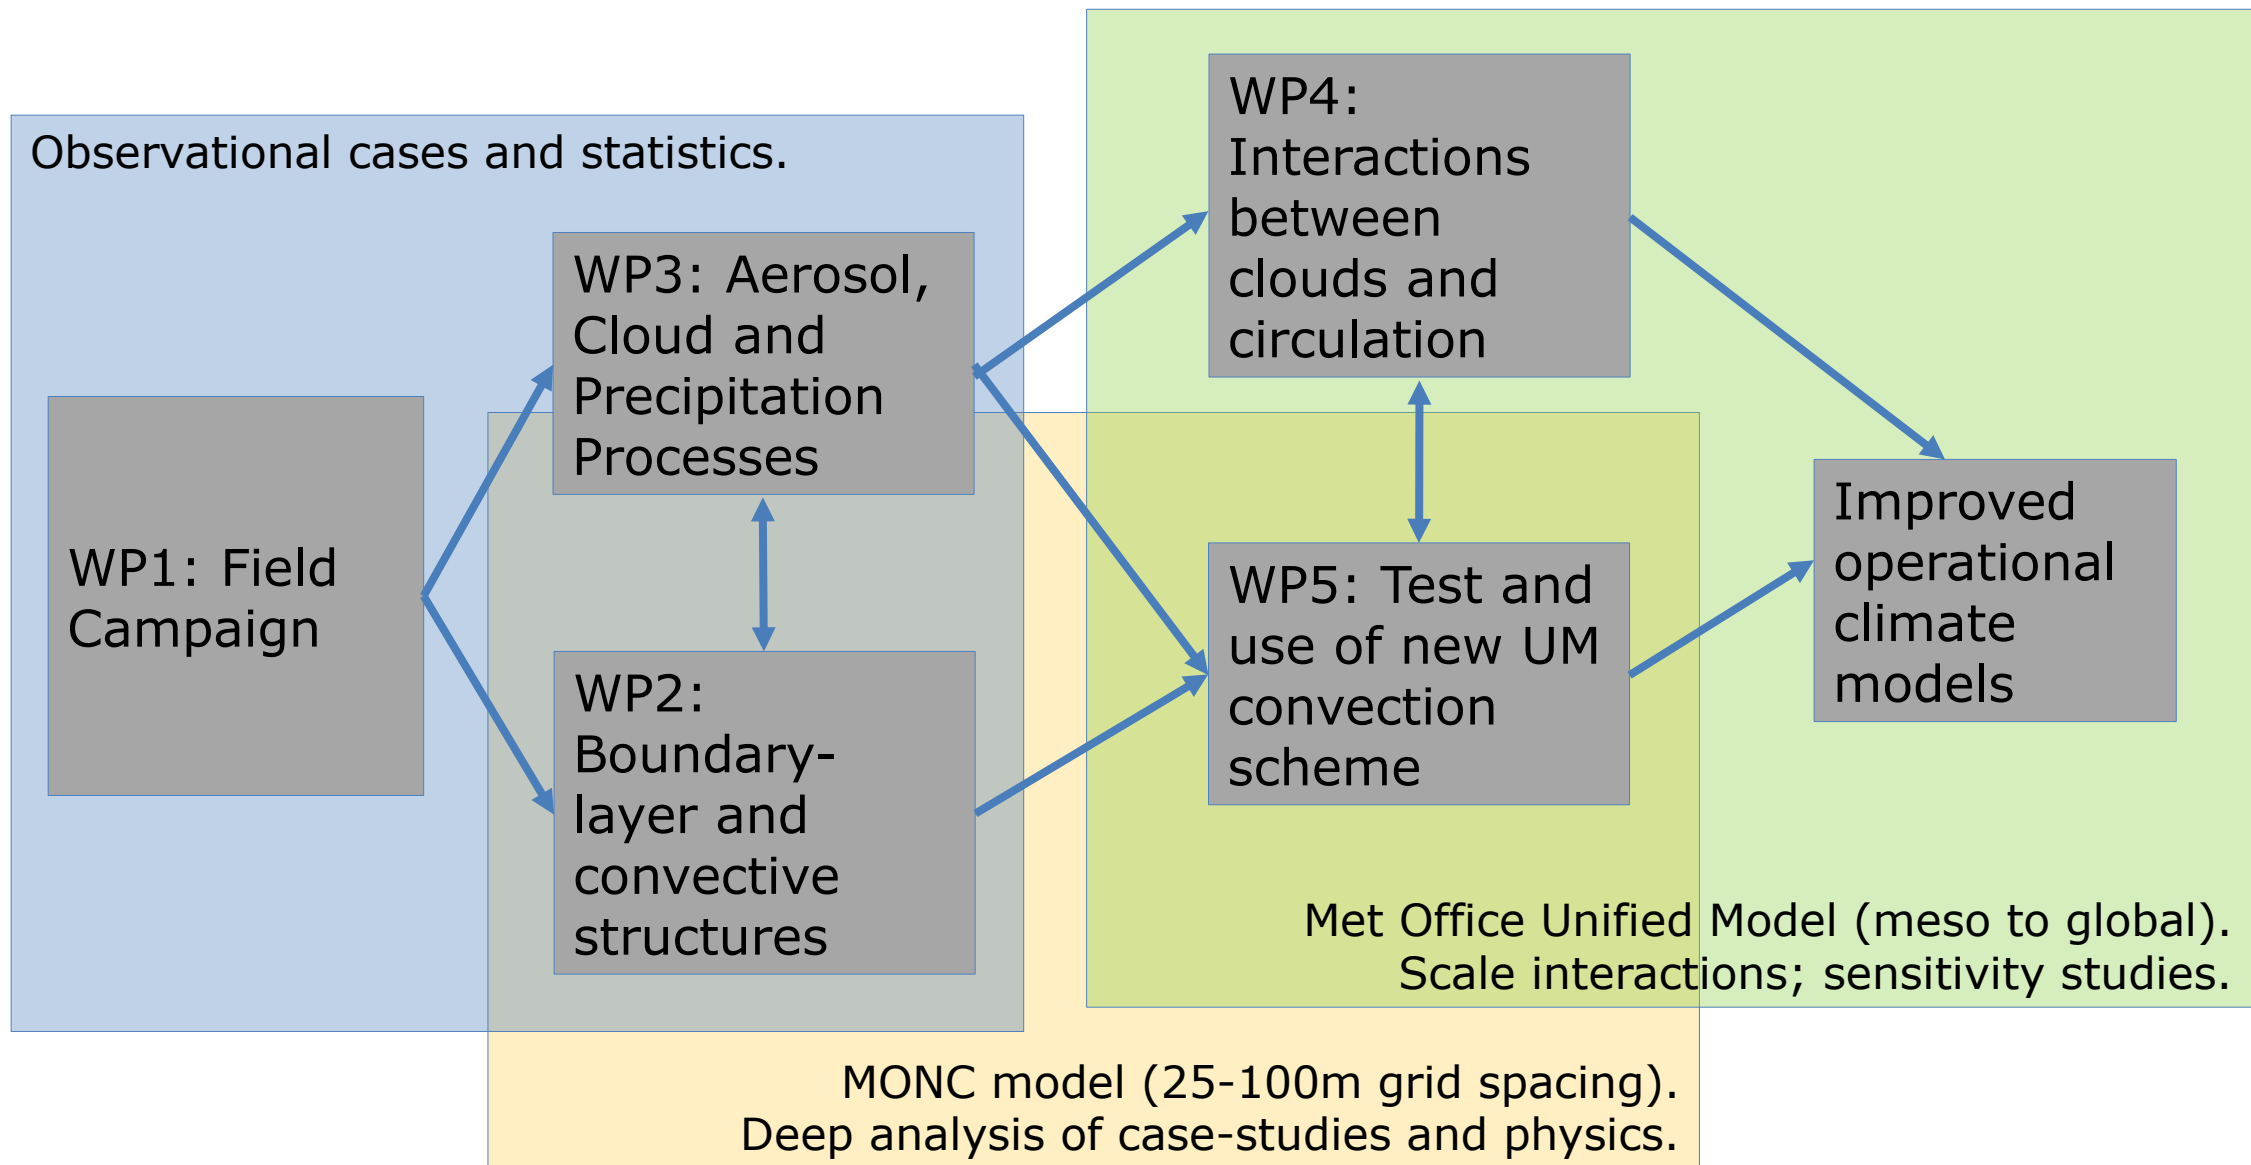 Observational cases and statistics.
WP1: Field
Campaign
WP3: Aerosol,
Cloud and
Precipitation
Processes
WP2:
Boundary-
layer and
convective
structures
WP4:
Interactions
between
clouds and
circulation
WP5: Test and
use of new UM
convection
scheme
Improved
operational
climate
models
Met Office Unified Model (meso to global).
Scale interactions; sensitivity studies.
MONC model (25-100m grid spacing).
Deep analysis of case-studies and physics.